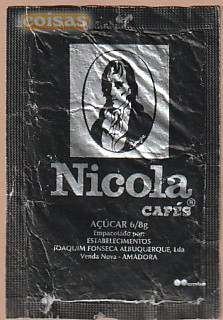 coisas
Nicola
CAFÉS®
AÇÚCAR 6/8g
Empacotado por:
ESTABELECIMENTOS
JOAQUIM FONSECA ALBUQUERQUE, Lda
Venda Nova - AMADORA